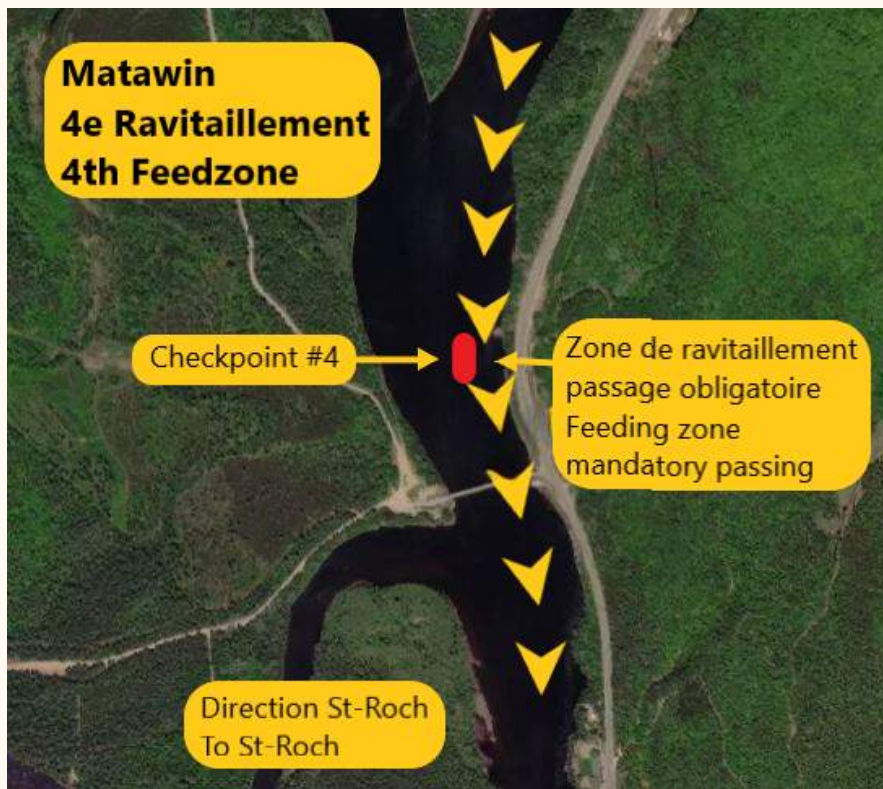 Matawin
4e Ravitaillement
4th Feedzone
Checkpoint #4
Zone de ravitaillement
passage obligatoire
Feeding zone
mandatory passing
Direction St-Roch
To St-Roch